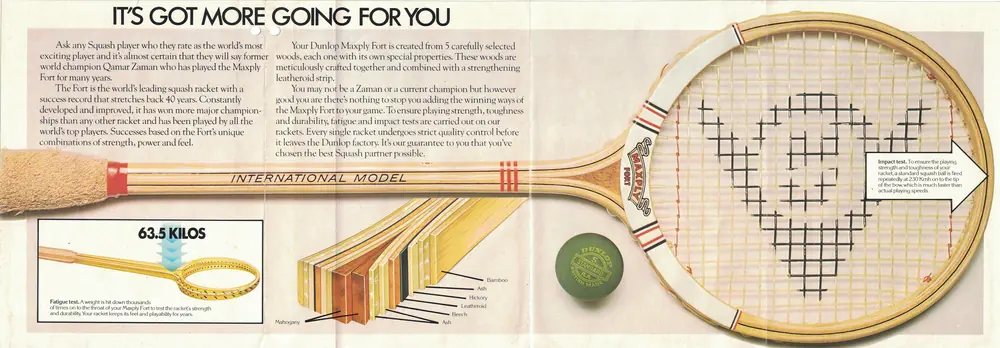 IT'S GOT MORE GOING FOR YOU
Ask any Squash player who they rate as the world's most
exciting player and it's almost certain that they will say former
world champion Qamar Zaman who has played the Maxply
Fort for many years.
The Fort is the world's leading squash racket with a
success record that stretches back 40 years. Constantly
developed and improved, it has won more major champion-
ships than any other racket and has been played by all the
world's top players. Successes based on the Fort's unique
combinations of strength, power and feel.
Your Dunlop Maxply Fort is created from 5 carefully selected
woods, each one with its own special properties. These woods are
meticulously crafted together and combined with a strengthening
leatheroid strip.
You may not be a Zaman or a current champion but however
good you are there's nothing to stop you adding the winning ways of
the Maxply Fort to your game. To ensure playing strength, toughness
and durability, fatigue and impact tests are carried out on our
rackets. Every single racket undergoes strict quality control before
it leaves the Dunlop factory. It's our guarantee to you that you've
chosen the best Squash partner possible.
INTERNATIONAL MODEL
MAXPLY
FORT
Impact test. To ensure the playing
strength and toughness of your
racket, a standard squash ball is fired
repeatedly at 230 Kmh on to the tip
of the bow, which is much faster than
actual playing speeds.
63.5 KILOS
Fatigue test. A weight is hit down thousands
of times on to the throat of your Maxply Fort to test the racket's strength
and durability. Your racket keeps its feel and playability for years.
Bamboo
Ash
Hickory
Leatheroid
Beech
Ash
Mahogany
DUNLOP